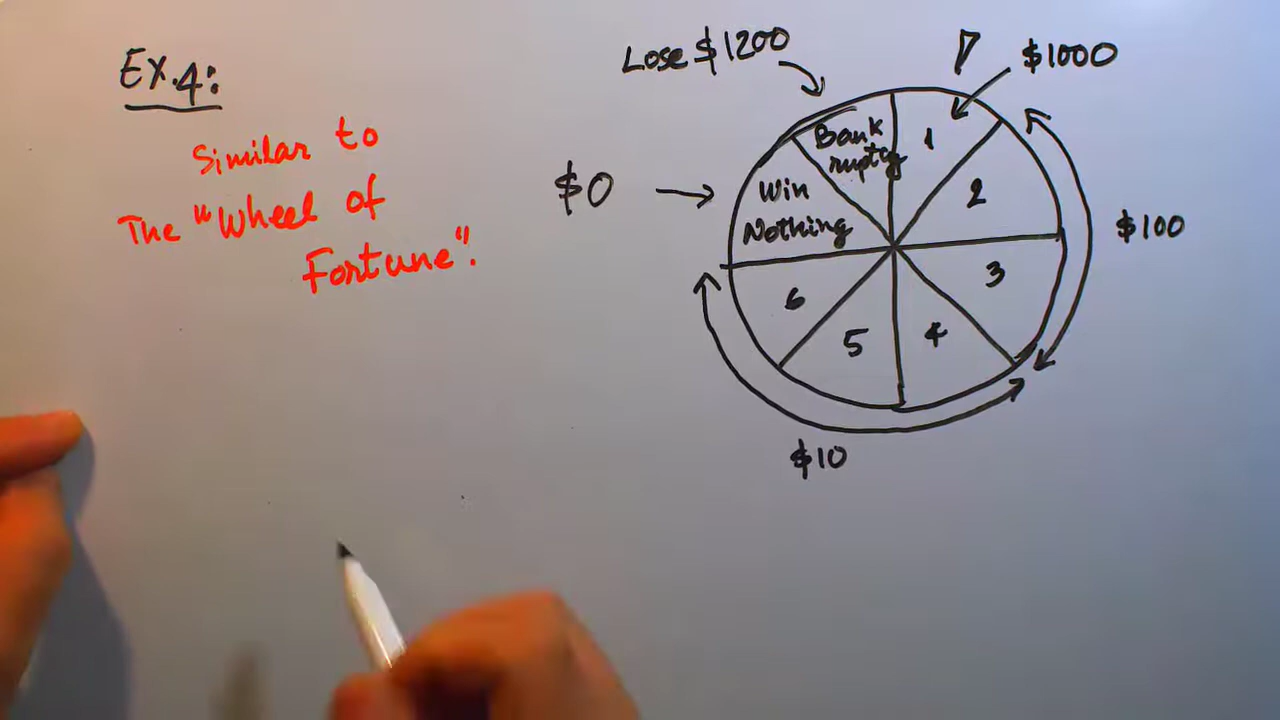 Ex.4:
Similar to
The "Wheel of
Fortune".
Lose $1200
$1000
$0
$100
$10
Bank
ruptcy
Win
Nothing
1
2
3
4
5
6